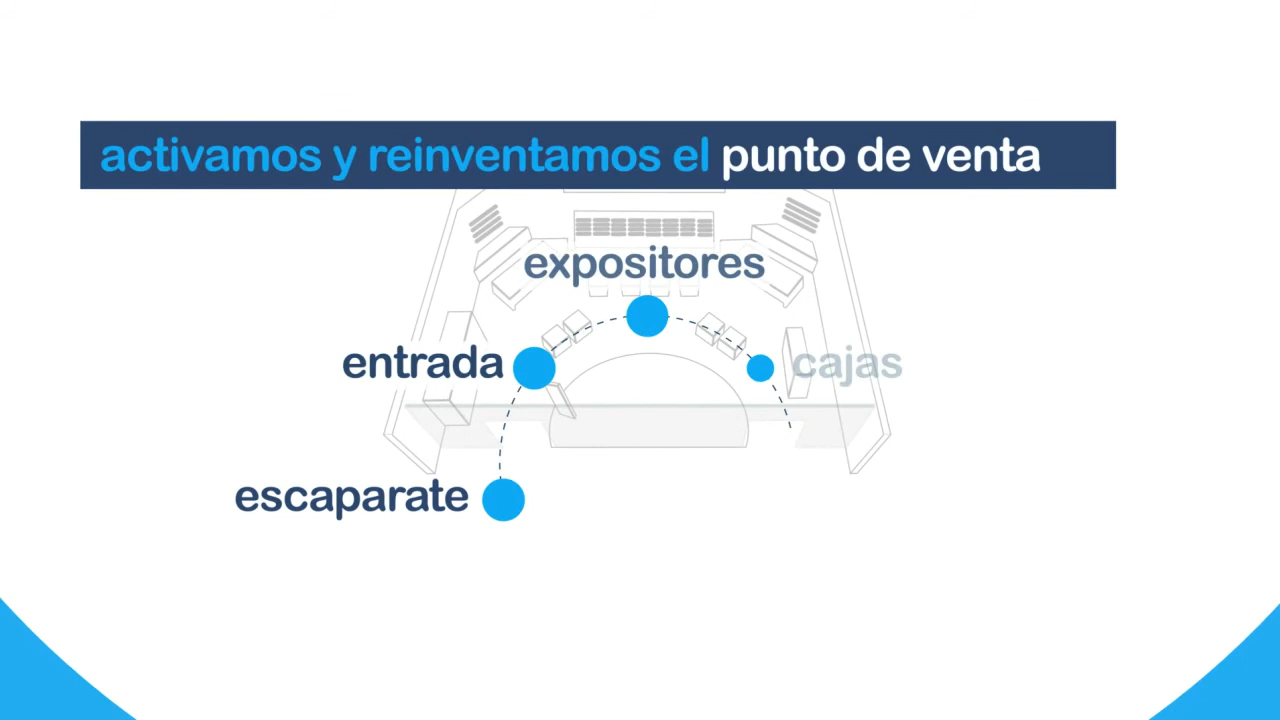 activamos y reinventamos el punto de venta
expositores
entrada
cajas
escaparate